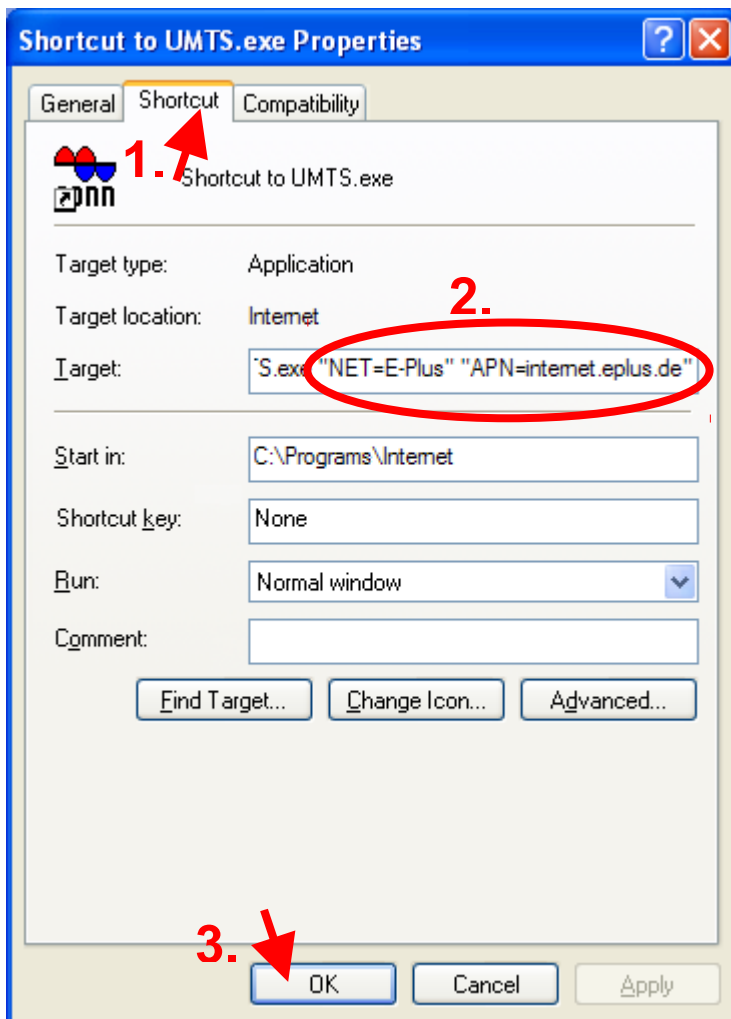 Shortcut to UMTS.exe Properties
General Shortcut Compatibility
1.
pnn
Shortcut to UMTS.exe
Target type: Application
2.
Target location: Internet
Target: S.exe "NET=E-Plus" "APN=internet.eplus.de"
Start in: C:\Programs\Internet
Shortcut key: None
Run: Normal window
Comment:
Find Target... Change Icon... Advanced...
3.
OK Cancel Apply